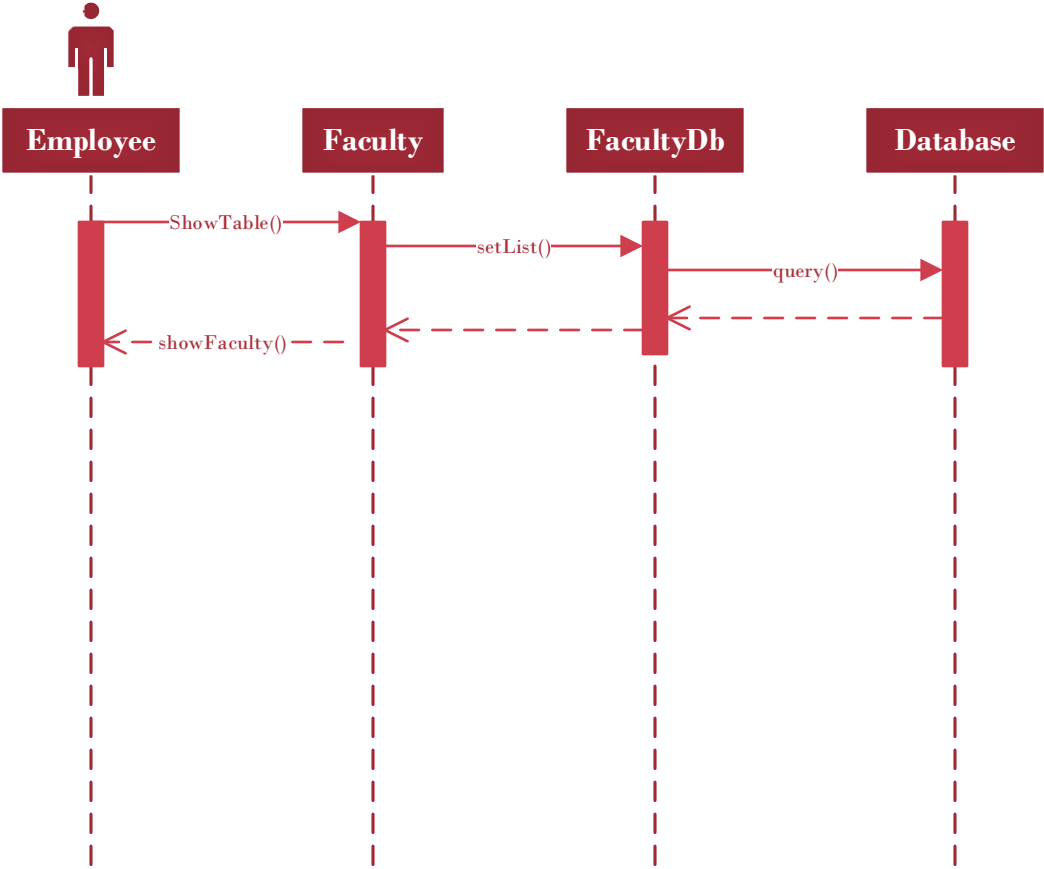 Employee
Faculty
FacultyDb
Database
ShowTable()
setList()
query()
showFaculty()